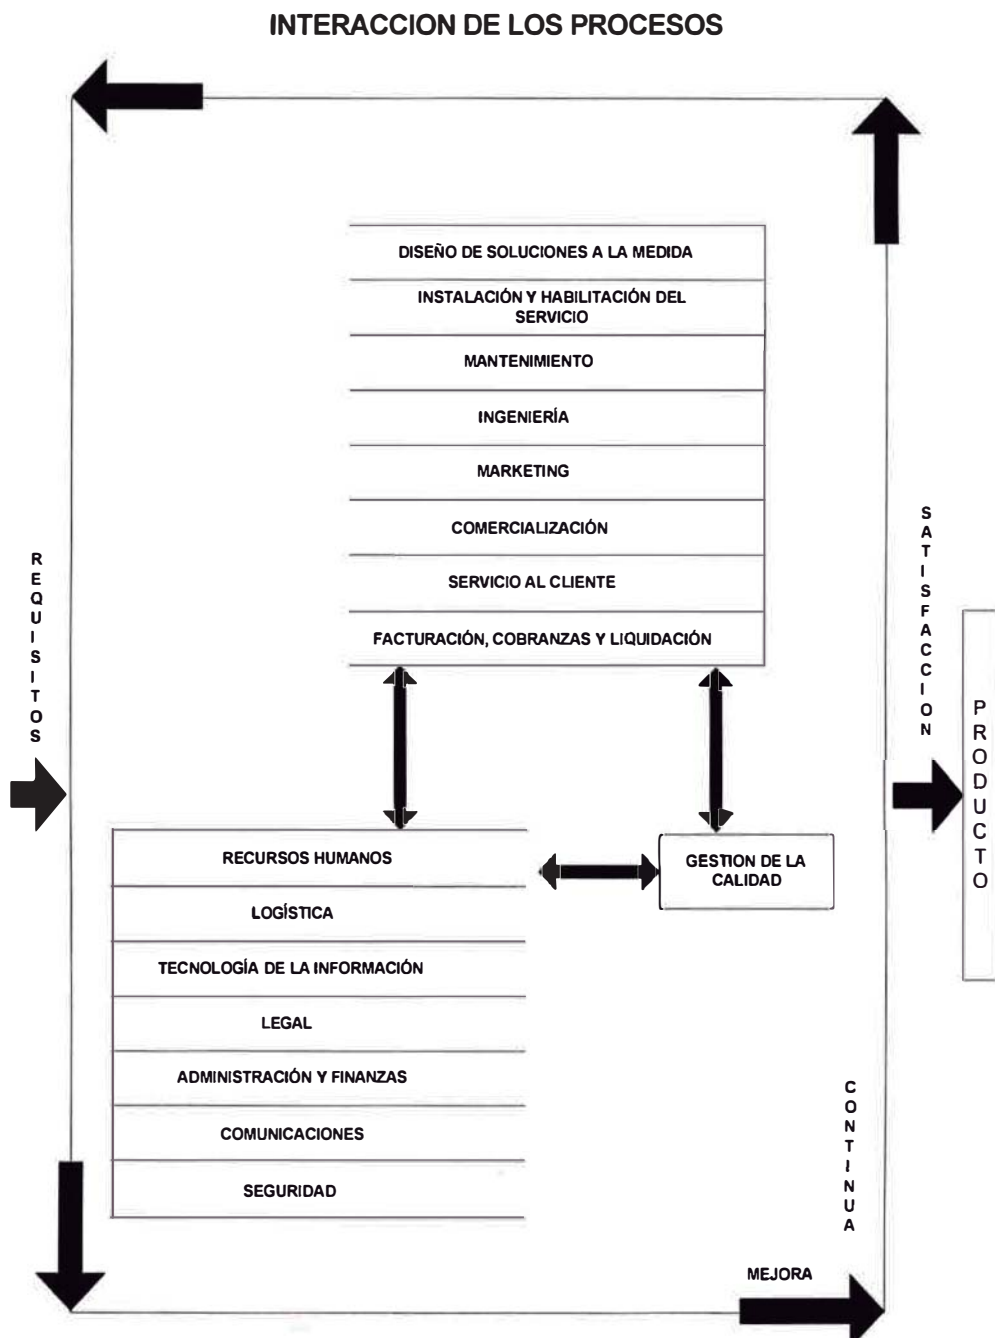 INTERACCION DE LOS PROCESOS
DISEÑO DE SOLUCIONES A LA MEDIDA
INSTALACIÓN Y HABILITACIÓN DEL
SERVICIO
MANTENIMIENTO
INGENIERÍA
MARKETING
COMERCIALIZACIÓN
SERVICIO AL CLIENTE
FACTURACIÓN, COBRANZAS Y LIQUIDACIÓN
REQUISITOS
SATISFACCION
PRODUCTO
RECURSOS HUMANOS
LOGÍSTICA
TECNOLOGÍA DE LA INFORMACIÓN
LEGAL
ADMINISTRACIÓN Y FINANZAS
COMUNICACIONES
SEGURIDAD
GESTION DE LA
CALIDAD
MEJORA
CONTINUA